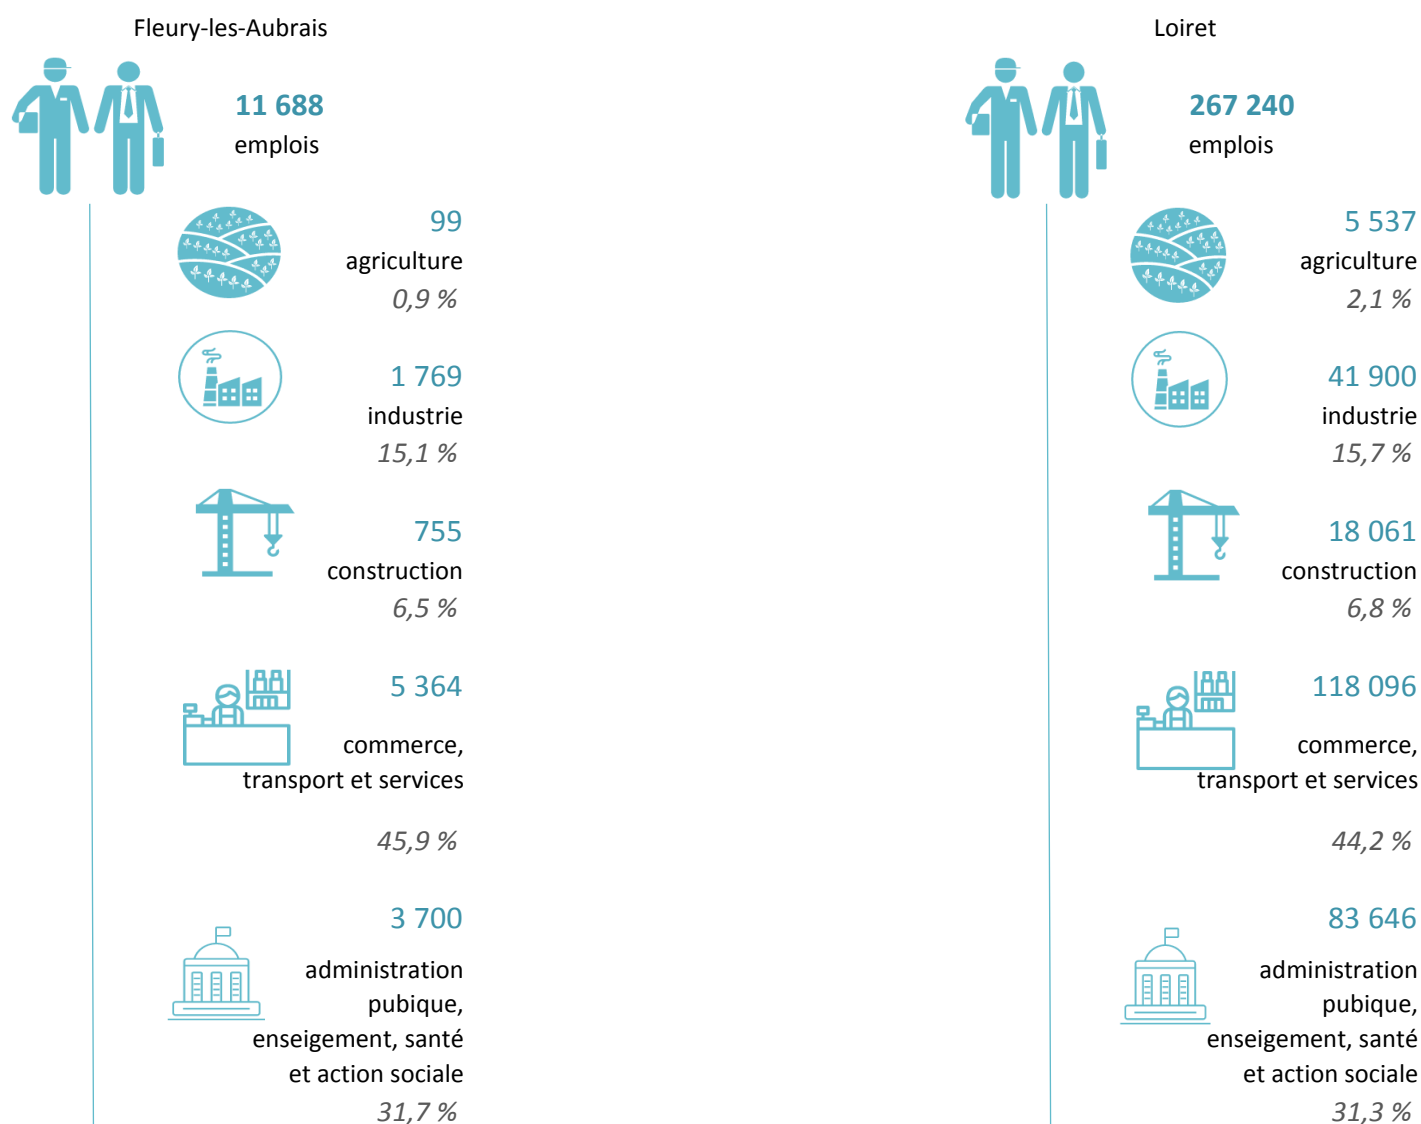 Fleury-les-Aubrais
11 688
emplois
99
agriculture
0,9 %
1 769
industrie
15,1 %
755
construction
6,5 %
5 364
commerce,
transport et services
45,9 %
3 700
administration
pubique,
enseigement, santé
et action sociale
31,7 %
Loiret
267 240
emplois
5 537
agriculture
2,1 %
41 900
industrie
15,7 %
18 061
construction
6,8 %
118 096
commerce,
transport et services
44,2 %
83 646
administration
pubique,
enseigement, santé
et action sociale
31,3 %